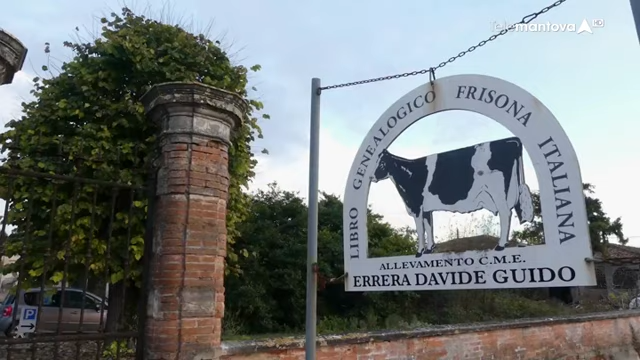 telemantova HD
LIBRO GENEALOGICO FRISONA ITALIANA
ALLEVAMENTO C.M.E.
ERRERA DAVIDE GUIDO
P